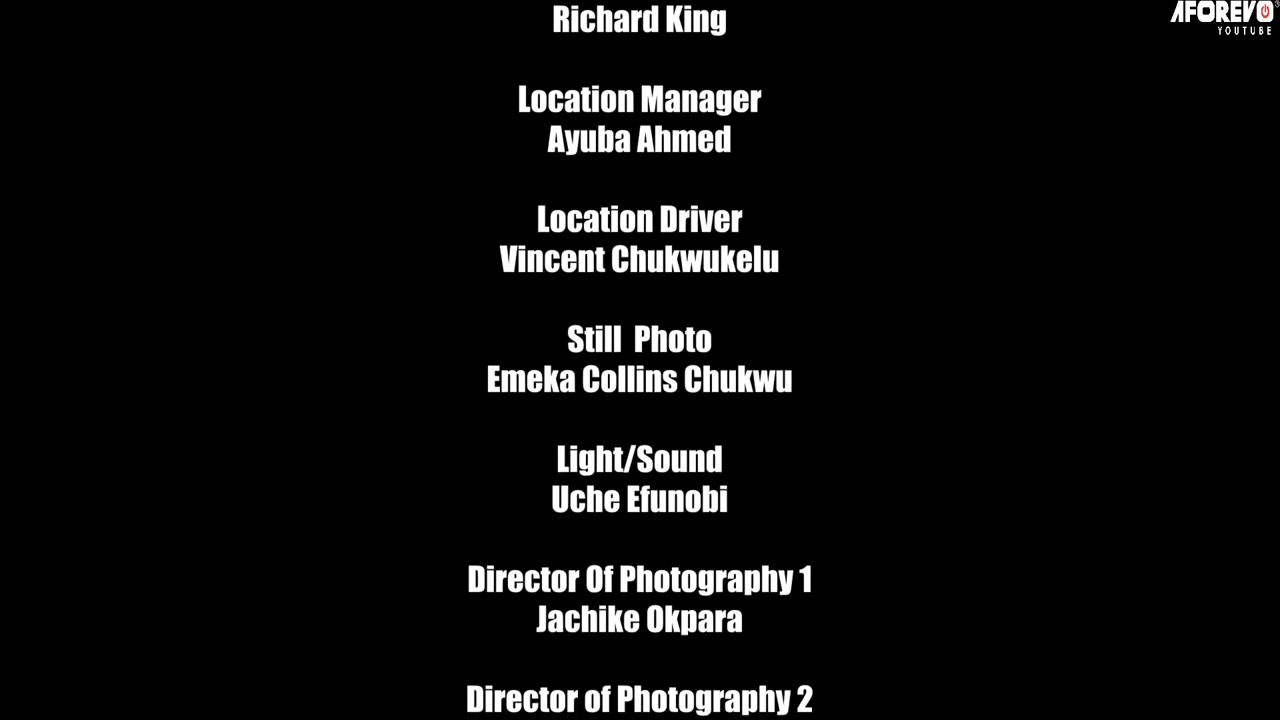 Richard King
AFOREVO
YOUTUBE
Location Manager
Ayuba Ahmed
Location Driver
Vincent Chukwukelu
Still Photo
Emeka Collins Chukwu
Light/Sound
Uche Efunobi
Director Of Photography 1
Jachike Okpara
Director of Photography 2